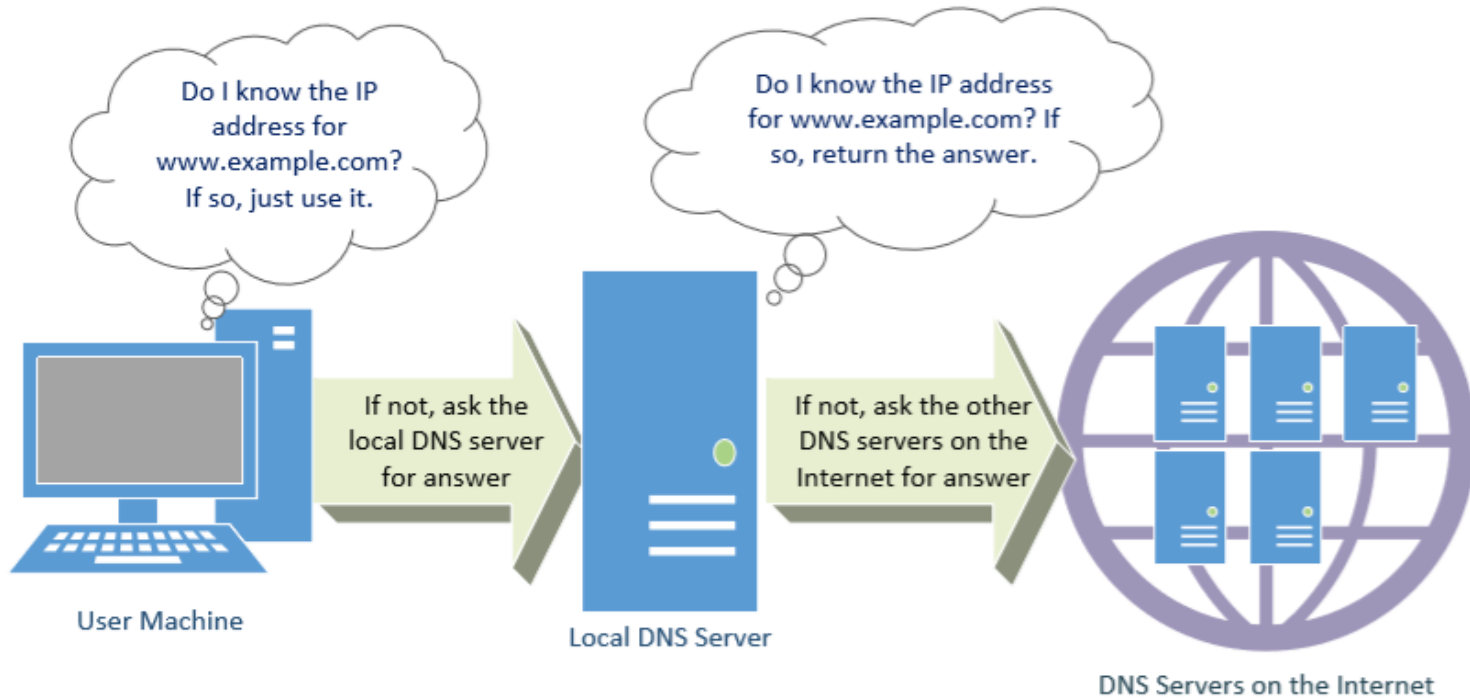 Do I know the IP
address for
www.example.com?
If so, just use it.
Do I know the IP address
for www.example.com? If
so, return the answer.
If not, ask the
local DNS server
for answer
If not, ask the other
DNS servers on the
Internet for answer
User Machine
Local DNS Server
DNS Servers on the Internet